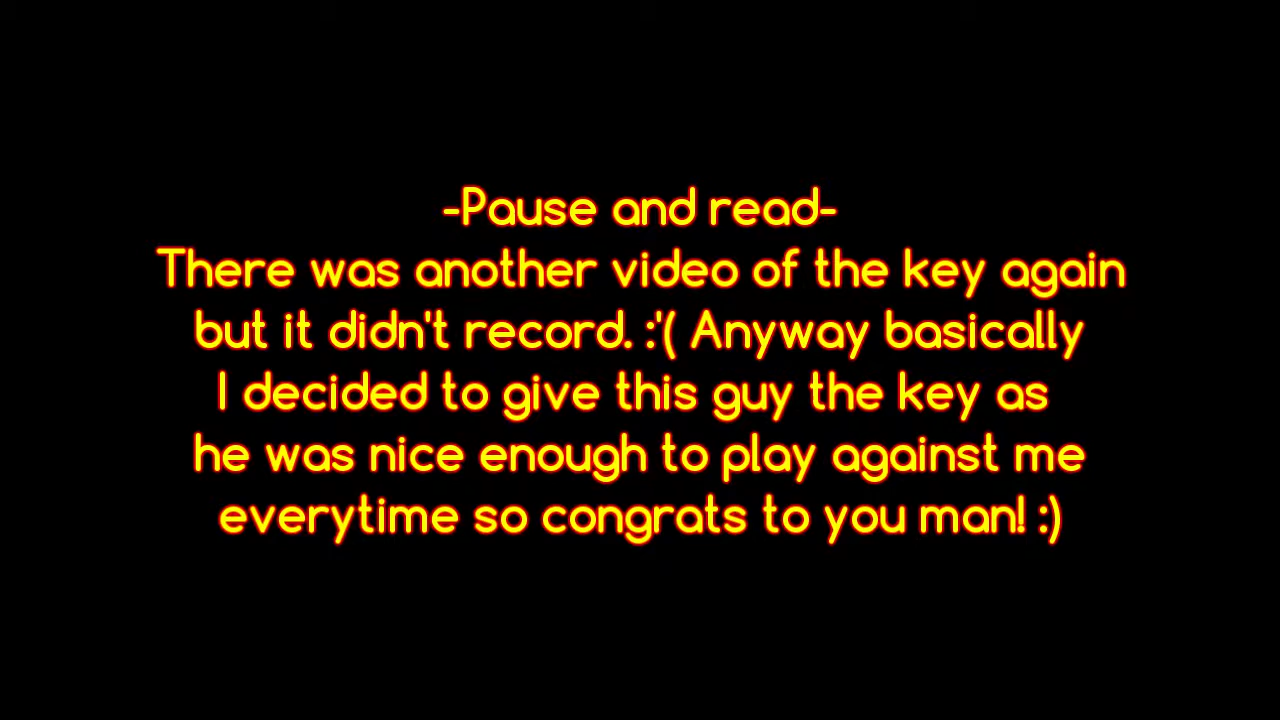 -Pause and read-
There was another video of the key again
but it didn't record. :'( Anyway basically
I decided to give this guy the key as
he was nice enough to play against me
everytime so congrats to you man! :)